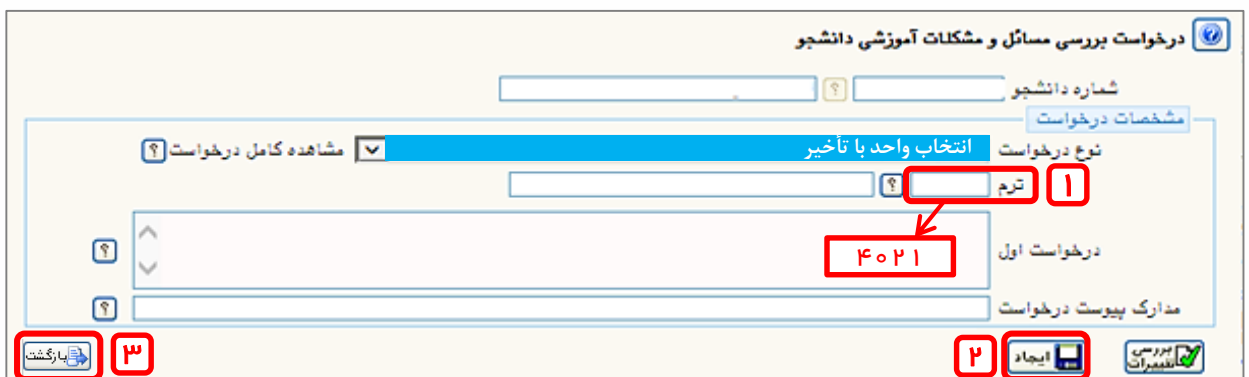 درخواست بررسی مسائل و مشکلات آموزشی دانشجو
شماره دانشجو ؟
مشخصات درخواست
نوع درخواست انتخاب واحد با تأخیر مشاهده کامل درخواست ؟
۱ ترم ؟
درخواست اول ؟
۴۰۲۱
مدارک پیوست درخواست ؟
بررسی تغییرات ایجاد ۲ ۳ بازگشت